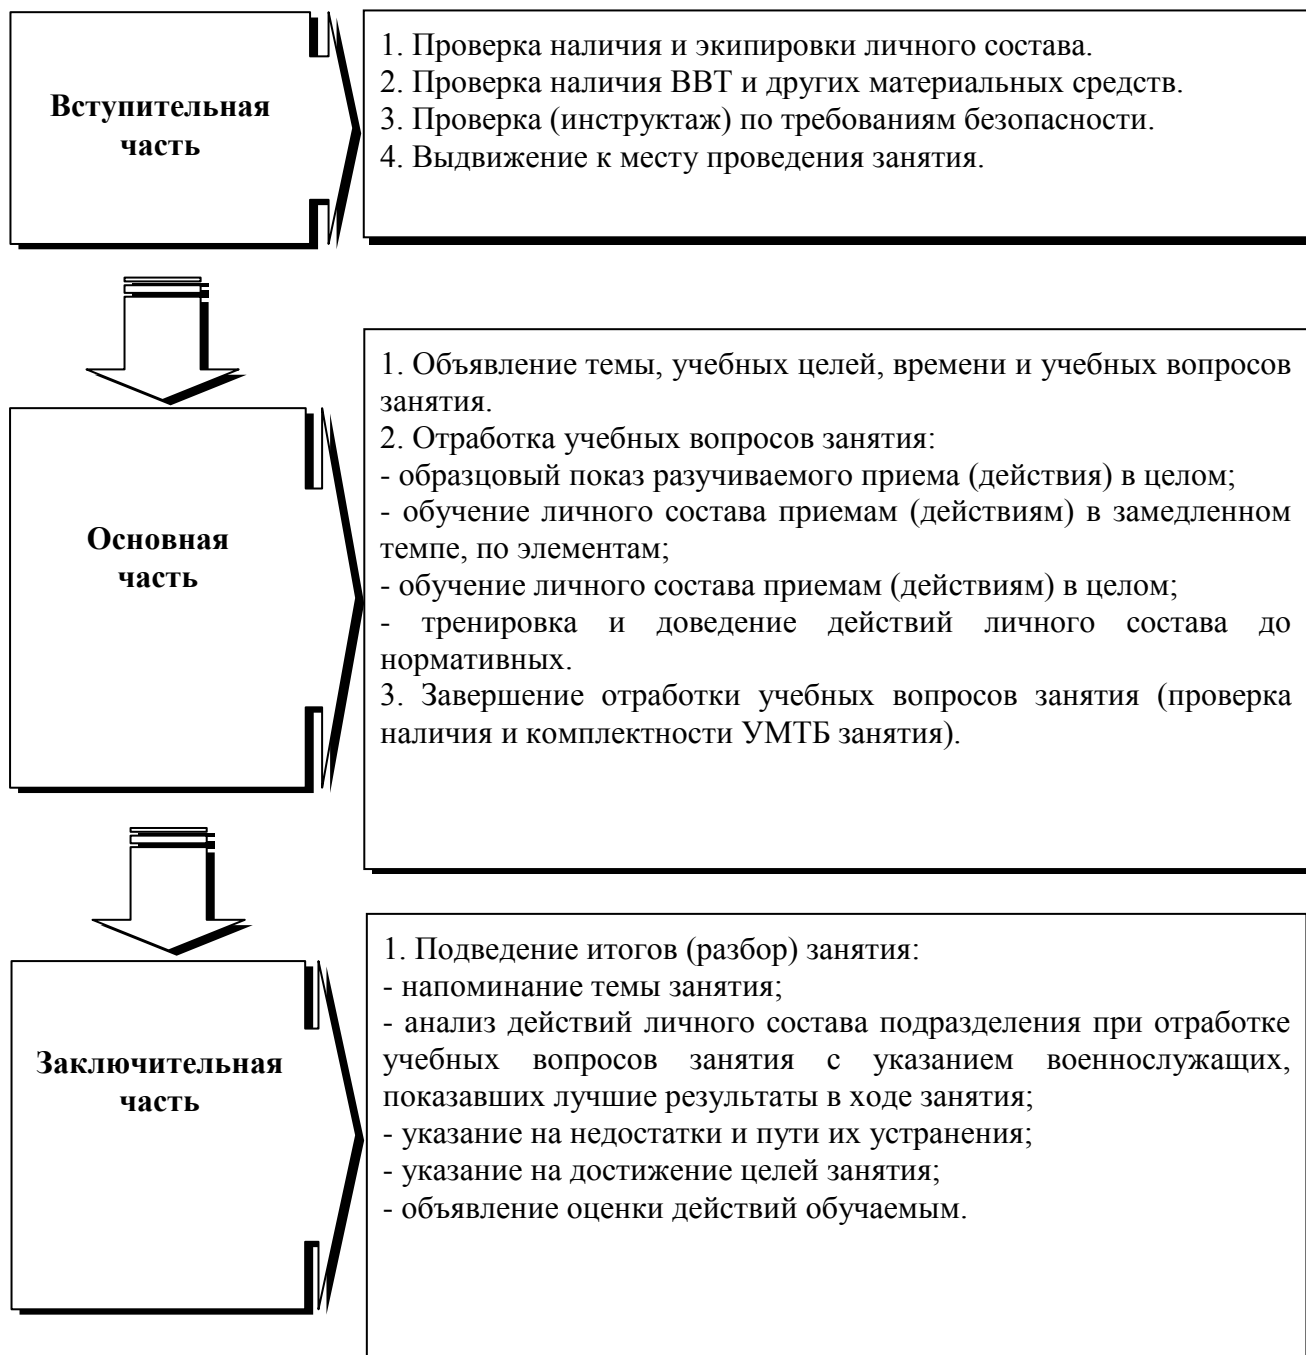 Вступительная
часть
1. Проверка наличия и экипировки личного состава.
2. Проверка наличия ВВТ и других материальных средств.
3. Проверка (инструктаж) по требованиям безопасности.
4. Выдвижение к месту проведения занятия.
Основная
часть
1. Объявление темы, учебных целей, времени и учебных вопросов
занятия.
2. Отработка учебных вопросов занятия:
- образцовый показ разучиваемого приема (действия) в целом;
- обучение личного состава приемам (действиям) в замедленном
темпе, по элементам;
- обучение личного состава приемам (действиям) в целом;
- тренировка и доведение действий личного состава до
нормативных.
3. Завершение отработки учебных вопросов занятия (проверка
наличия и комплектности УМТБ занятия).
Заключительная
часть
1. Подведение итогов (разбор) занятия:
- напоминание темы занятия;
- анализ действий личного состава подразделения при отработке
учебных вопросов занятия с указанием военнослужащих,
показавших лучшие результаты в ходе занятия;
- указание на недостатки и пути их устранения;
- указание на достижение целей занятия;
- объявление оценки действий обучаемым.